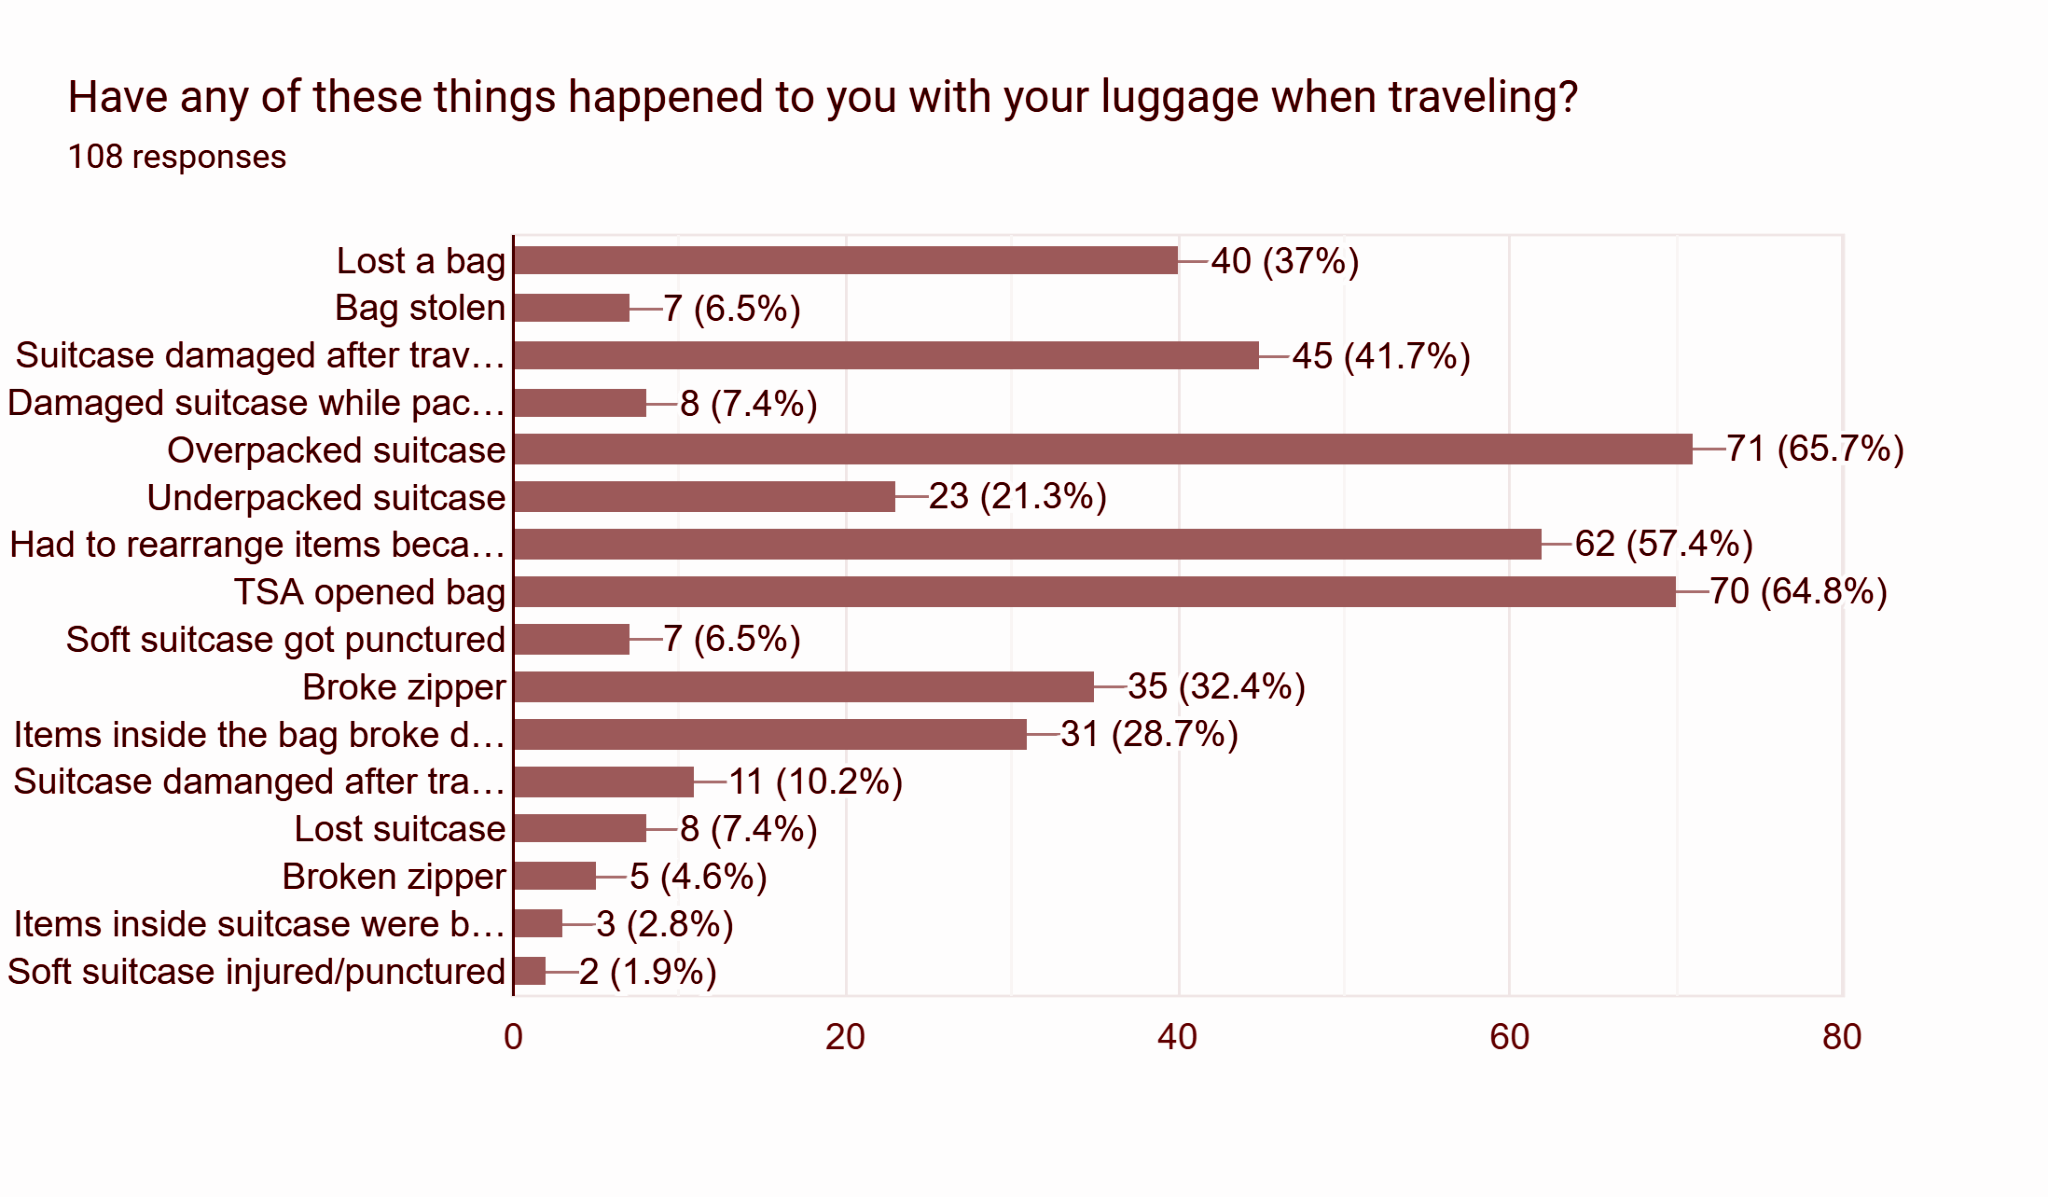 Have any of these things happened to you with your luggage when traveling?
108 responses
Lost a bag 40 (37%)
Bag stolen 7 (6.5%)
Suitcase damaged after trav… 45 (41.7%)
Damaged suitcase while pac… 8 (7.4%)
Overpacked suitcase 71 (65.7%)
Underpacked suitcase 23 (21.3%)
Had to rearrange items beca… 62 (57.4%)
TSA opened bag 70 (64.8%)
Soft suitcase got punctured 7 (6.5%)
Broke zipper 35 (32.4%)
Items inside the bag broke d… 31 (28.7%)
Suitcase damanged after tra… 11 (10.2%)
Lost suitcase 8 (7.4%)
Broken zipper 5 (4.6%)
Items inside suitcase were b… 3 (2.8%)
Soft suitcase injured/punctured 2 (1.9%)
0 20 40 60 80